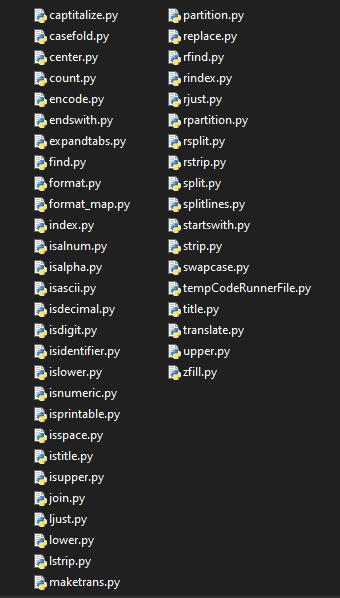 captitalize.py
casefold.py
center.py
count.py
encode.py
endswith.py
expandtabs.py
find.py
format.py
format_map.py
index.py
isalnum.py
isalpha.py
isascii.py
isdecimal.py
isdigit.py
isidentifier.py
islower.py
isnumeric.py
isprintable.py
isspace.py
istitle.py
isupper.py
join.py
ljust.py
lower.py
lstrip.py
maketrans.py
partition.py
replace.py
rfind.py
rindex.py
rjust.py
rpartition.py
rsplit.py
rstrip.py
split.py
splitlines.py
startswith.py
strip.py
swapcase.py
tempCodeRunnerFile.py
title.py
translate.py
upper.py
zfill.py